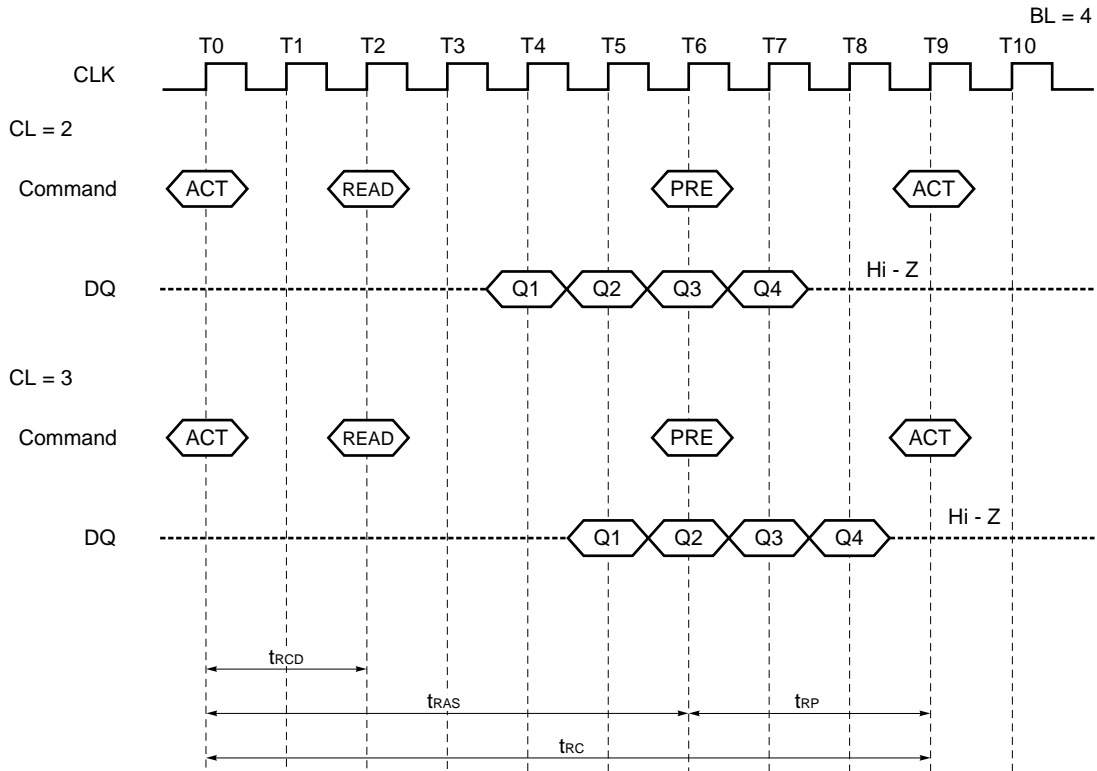 BL = 4
T0 T1 T2 T3 T4 T5 T6 T7 T8 T9 T10
CLK
CL = 2
Command ACT READ PRE ACT
DQ Q1 Q2 Q3 Q4 Hi - Z
CL = 3
Command ACT READ PRE ACT
DQ Q1 Q2 Q3 Q4 Hi - Z
tRCD
tRAS tRP
tRC